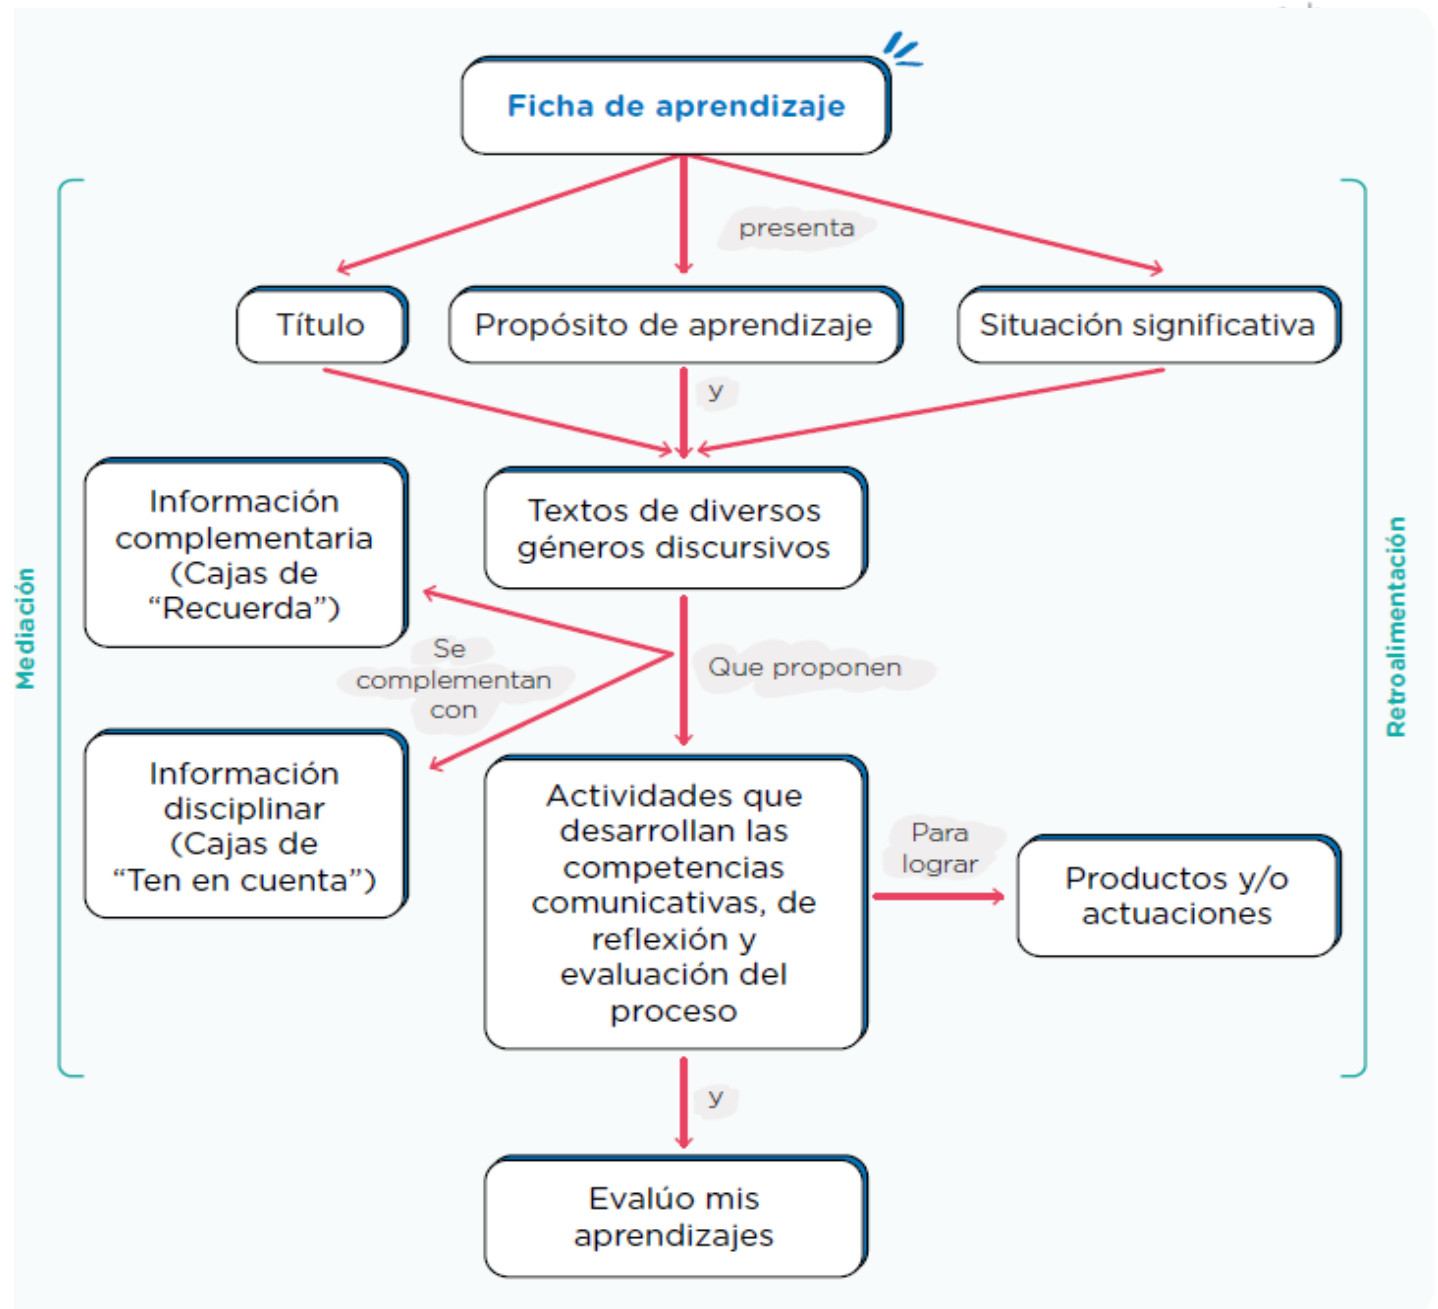 Ficha de aprendizaje
presenta
Título
Propósito de aprendizaje
Situación significativa
y
Información
complementaria
(Cajas de
“Recuerda”)
Textos de diversos
géneros discursivos
Mediación
Retroalimentación
Se
complementan
con
Que proponen
Información
disciplinar
(Cajas de
“Ten en cuenta”)
Actividades que
desarrollan las
competencias
comunicativas, de
reflexión y
evaluación del
proceso
Para
lograr
Productos y/o
actuaciones
y
Evalúo mis
aprendizajes